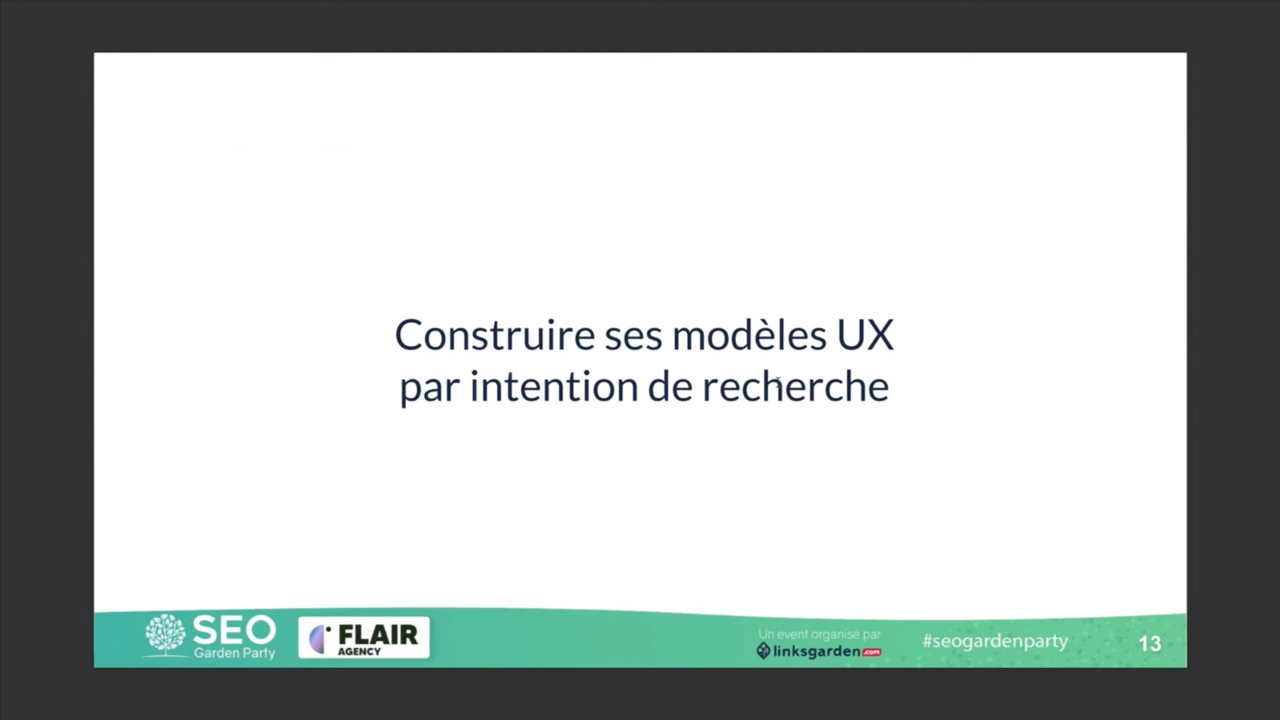 Construire ses modèles UX
par intention de recherche
SEO
Garden Party
FLAIR
AGENCY
Un event organisé par
linksgarden.com
#seogardenparty
13